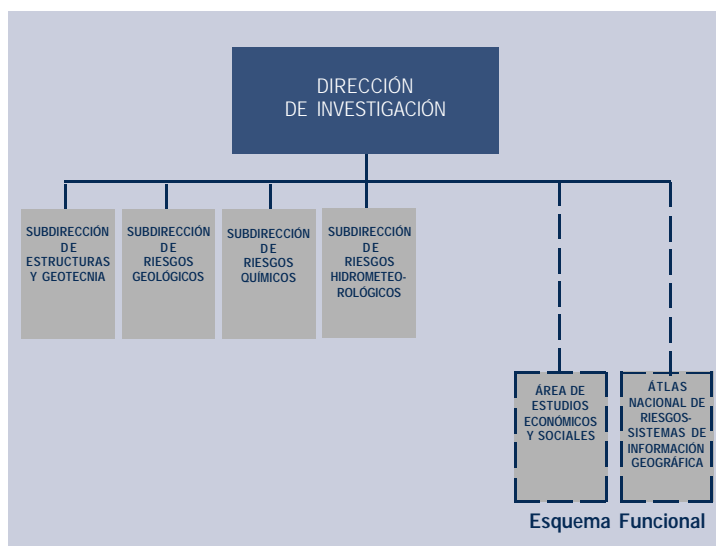 DIRECCIÓN
DE INVESTIGACIÓN
SUBDIRECCIÓN
DE
ESTRUCTURAS
Y GEOTECNIA
SUBDIRECCIÓN
DE
RIESGOS
GEOLÓGICOS
SUBDIRECCIÓN
DE
RIESGOS
QUÍMICOS
SUBDIRECCIÓN
DE
RIESGOS
HIDROMETEO-
ROLÓGICOS
ÁREA DE
ESTUDIOS
ECONÓMICOS
Y SOCIALES
ÁTLAS
NACIONAL DE
RIESGOS-
SISTEMAS DE
INFORMACIÓN
GEOGRÁFICA
Esquema Funcional